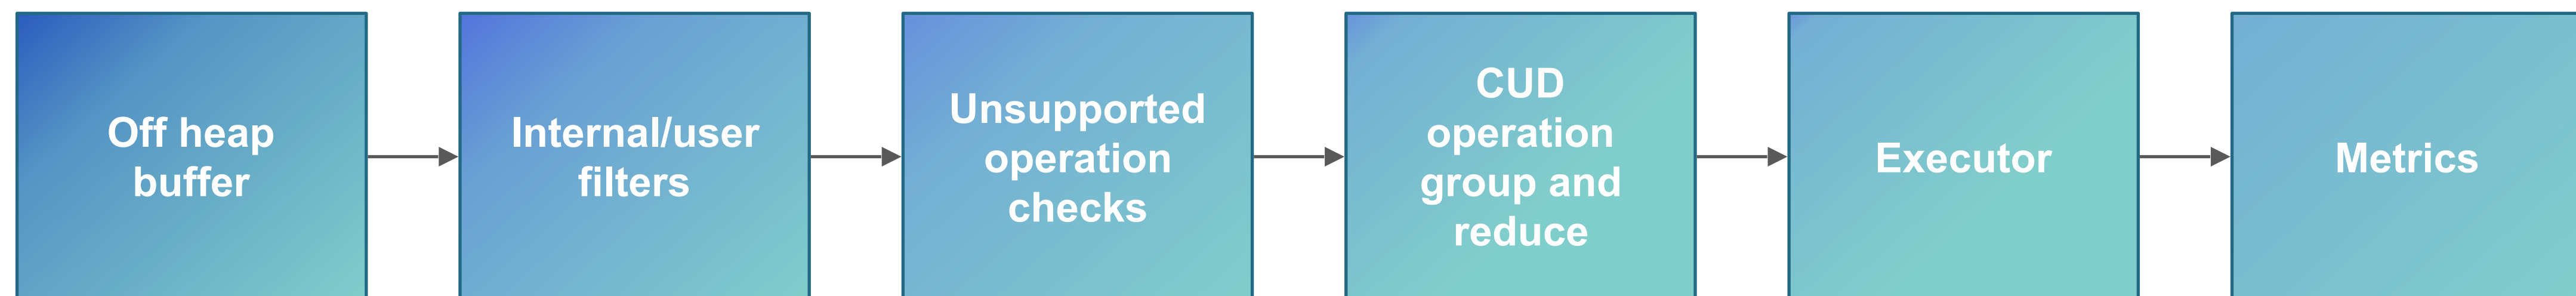 Off heap
buffer
Internal/user
filters
Unsupported
operation
checks
CUD
operation
group and
reduce
Executor
Metrics